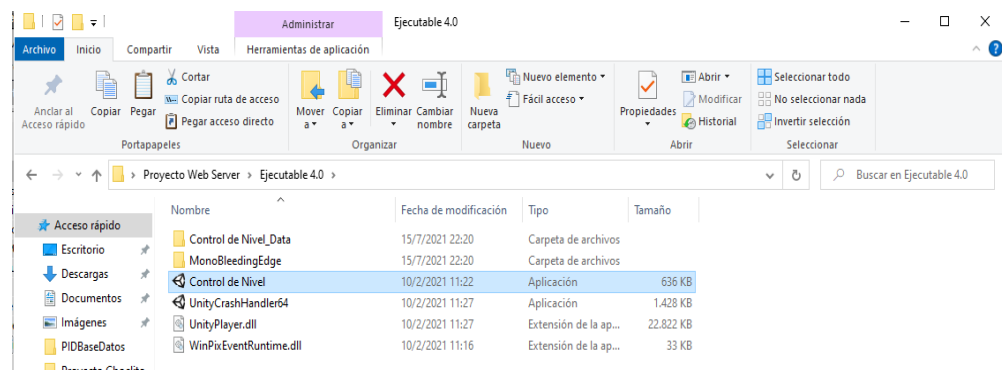 Administrar Ejecutable 4.0
Archivo Inicio Compartir Vista Herramientas de aplicación
Anclar al Acceso rápido
Copiar
Pegar
Cortar
Copiar ruta de acceso
Pegar acceso directo
Portapapeles
Mover a
Copiar a
Eliminar
Cambiar nombre
Organizar
Nueva carpeta
Nuevo elemento
Fácil acceso
Nuevo
Propiedades
Abrir
Modificar
Historial
Abrir
Seleccionar todo
No seleccionar nada
Invertir selección
Seleccionar
Proyecto Web Server > Ejecutable 4.0 >
Buscar en Ejecutable 4.0
Acceso rápido
Escritorio
Descargas
Documentos
Imágenes
PIDBaseDatos
Nombre Fecha de modificación Tipo Tamaño
Control de Nivel_Data 15/7/2021 22:20 Carpeta de archivos
MonoBleedingEdge 15/7/2021 22:20 Carpeta de archivos
Control de Nivel 10/2/2021 11:22 Aplicación 636 KB
UnityCrashHandler64 10/2/2021 11:27 Aplicación 1.428 KB
UnityPlayer.dll 10/2/2021 11:27 Extensión de la ap... 22.822 KB
WinPixEventRuntime.dll 10/2/2021 11:16 Extensión de la ap... 33 KB